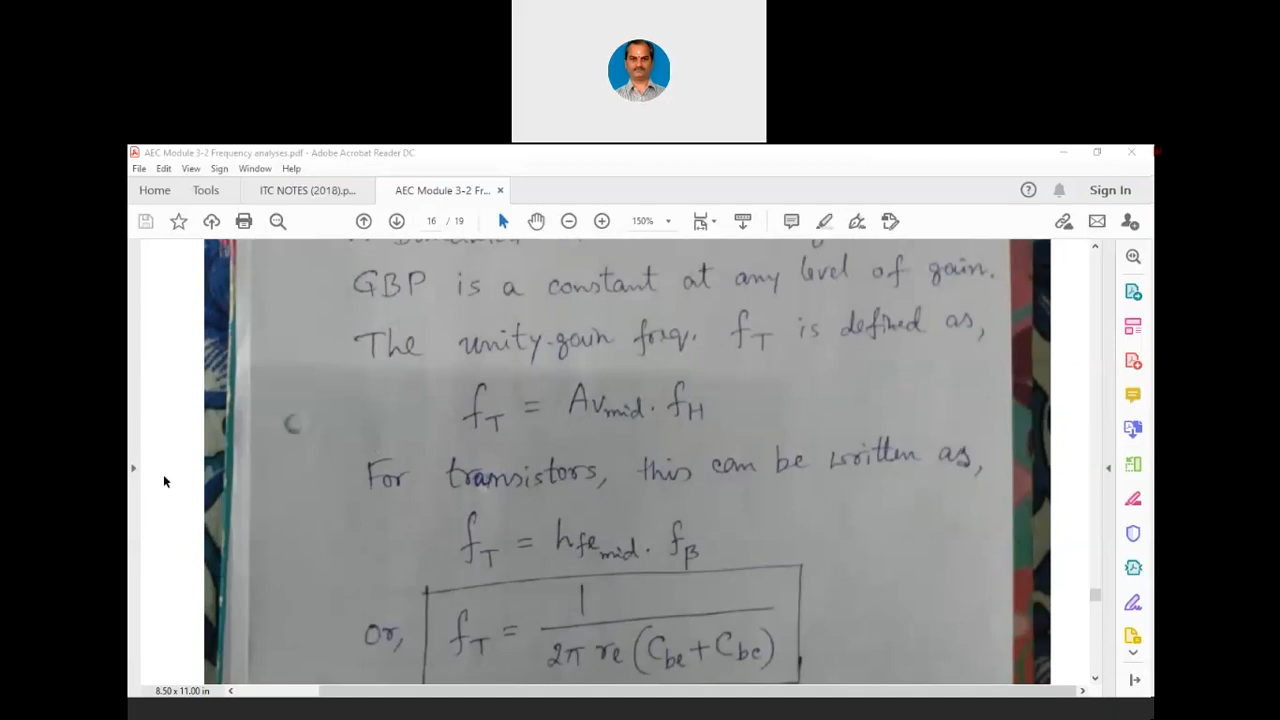 AEC Module 3-2 Frequency analyses.pdf - Adobe Acrobat Reader DC
File Edit View Sign Window Help
Home Tools ITC NOTES (2018).p... AEC Module 3-2 Fr... ×
Sign In
16 / 19 150%
GBP is a constant at any level of gain.
The unity-gain freq. fT is defined as,
fT = Avmid. fH
For transistors, this can be written as,
fT = hfemid. fβ
Or, fT = 1 / 2π re (Cbe + Cbc)
8.50 x 11.00 in